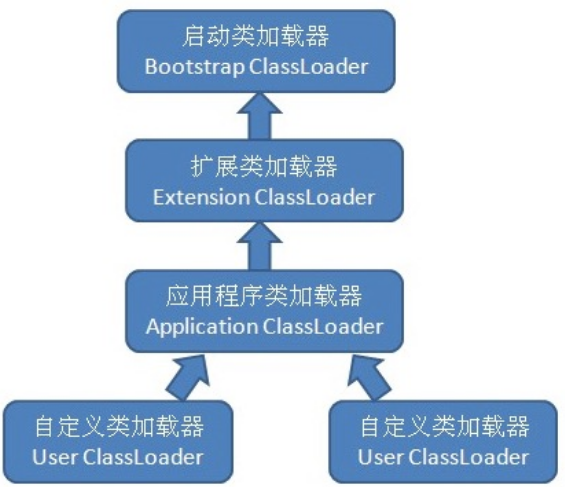 启动类加载器
Bootstrap ClassLoader
扩展类加载器
Extension ClassLoader
应用程序类加载器
Application ClassLoader
自定义类加载器
User ClassLoader
自定义类加载器
User ClassLoader